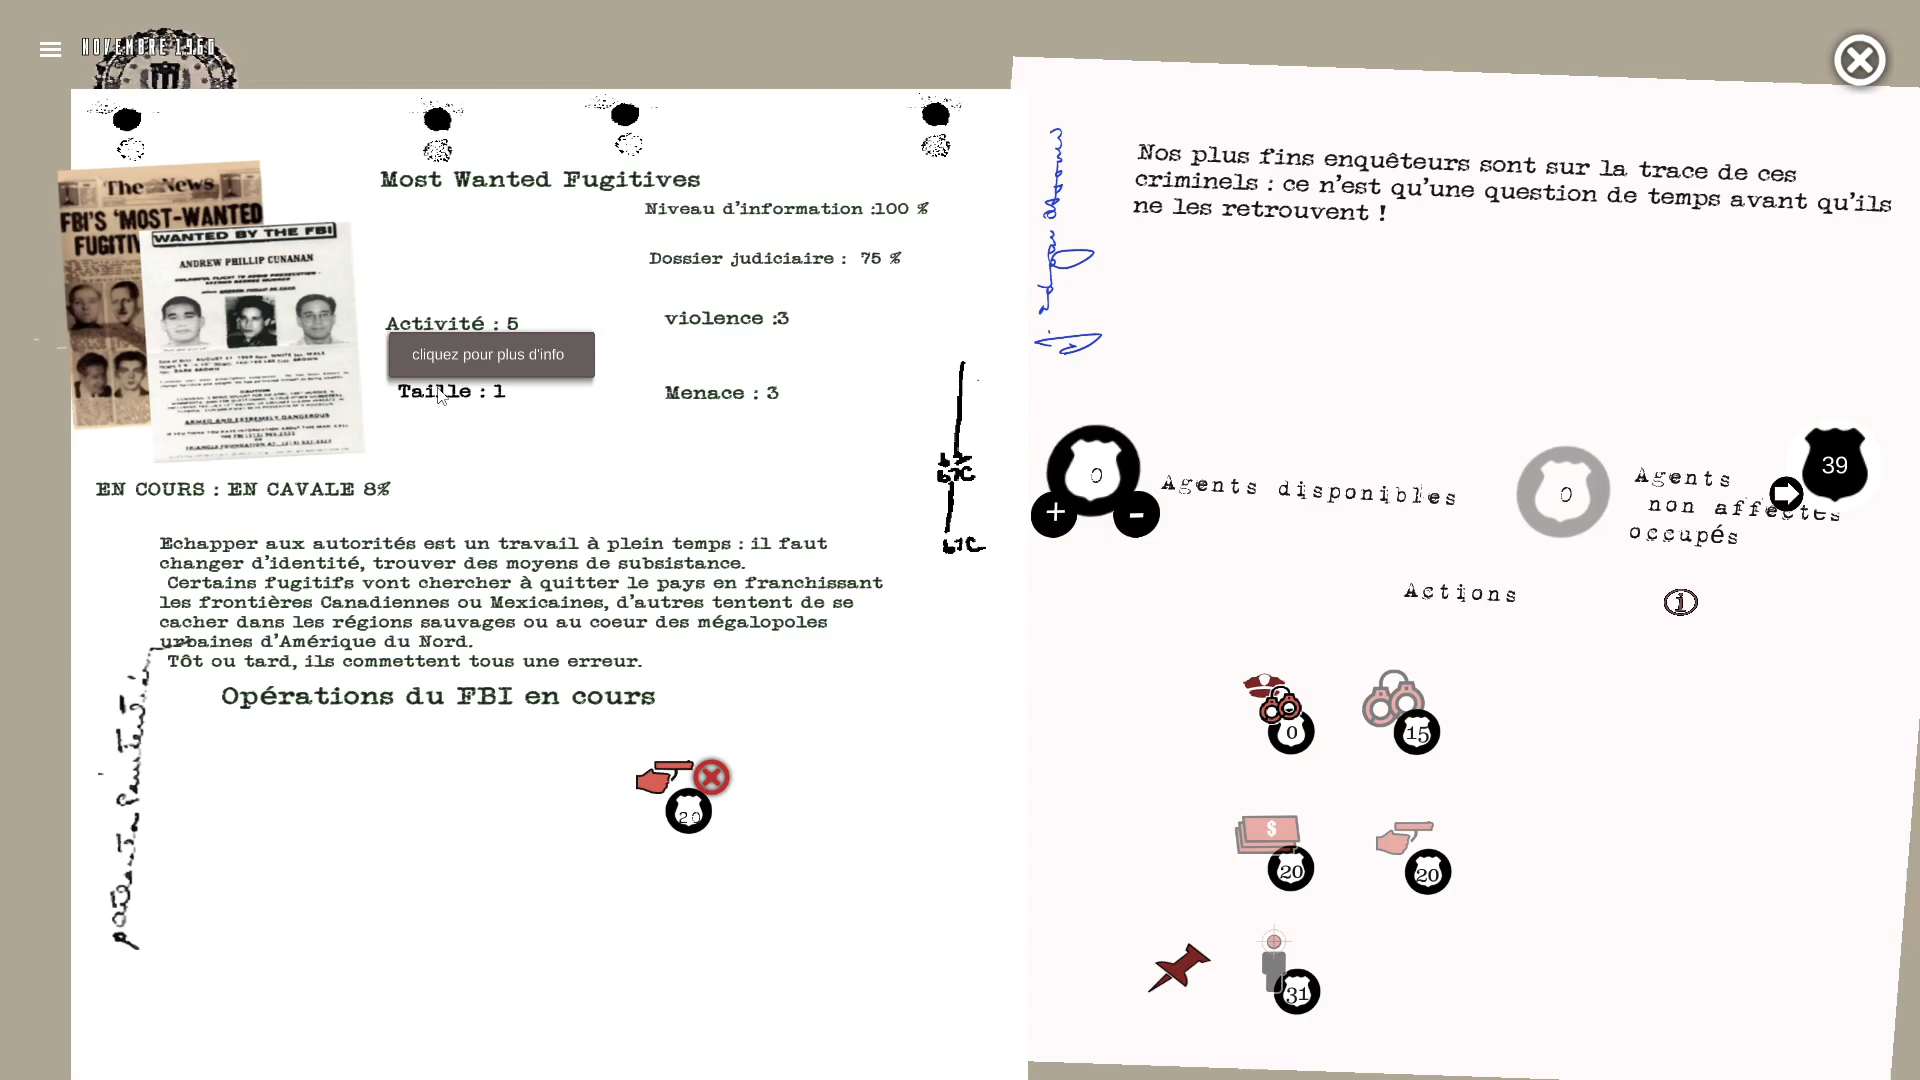 NOVEMBRE 1960
The News
FBI'S 'MOST-WANTED
FUGITIV
WANTED BY THE FBI
ANDREW PHILLIP CUNANAN
ARMED AND EXTREMELY DANGEROUS
Most Wanted Fugitives
Niveau d'information :100 %
Dossier judiciaire : 75 %
Activité : 5
violence :3
cliquez pour plus d'info
Taille : 1
Menace : 3
b7C
EN COURS : EN CAVALE 8%
b7C
Echapper aux autorités est un travail à plein temps : il faut
changer d'identité, trouver des moyens de subsistance.
Certains fugitifs vont chercher à quitter le pays en franchissant
les frontières Canadiennes ou Mexicaines, d'autres tentent de se
cacher dans les régions sauvages ou au coeur des mégalopoles
urbaines d'Amérique du Nord.
Tôt ou tard, ils commettent tous une erreur.
Opérations du FBI en cours
20
Nos plus fins enquêteurs sont sur la trace de ces
criminels : ce n'est qu'une question de temps avant qu'ils
ne les retrouvent !
0
+
-
Agents disponibles
0
Agents
non affectés
occupés
39
Actions
i
0
15
$
20
20
31